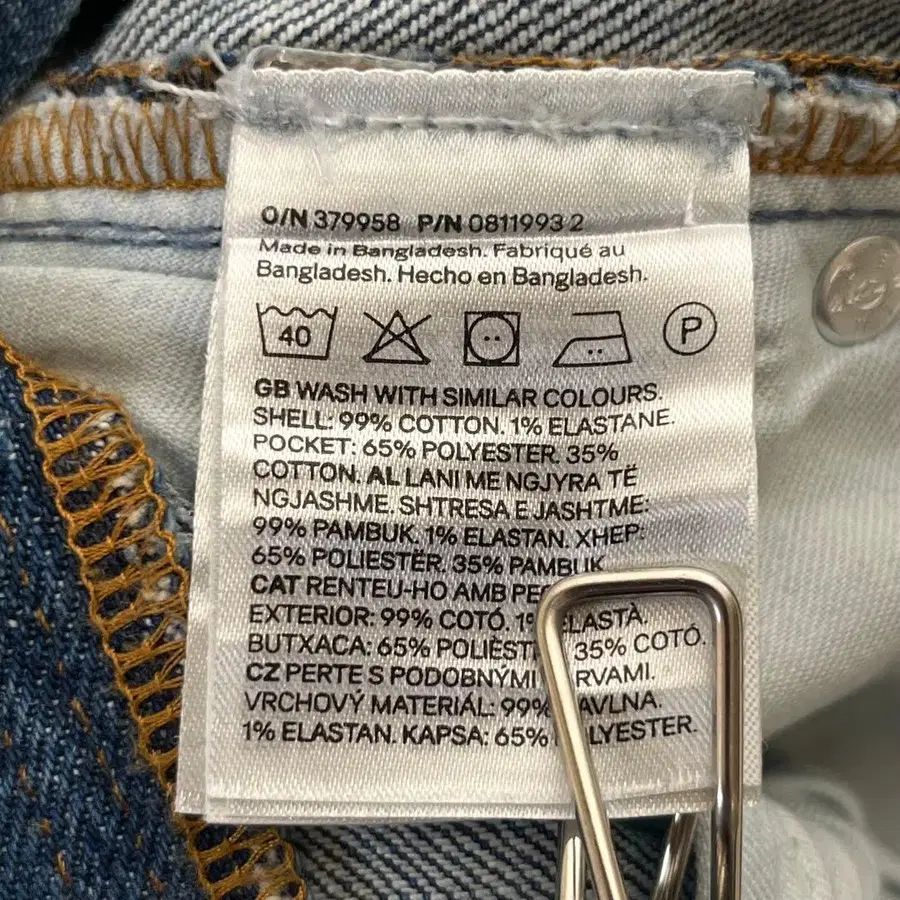 O/N 379958 P/N 0811993 2
Made in Bangladesh. Fabriqué au
Bangladesh. Hecho en Bangladesh.
40 P
GB WASH WITH SIMILAR COLOURS.
SHELL: 99% COTTON. 1% ELASTANE.
POCKET: 65% POLYESTER. 35%
COTTON. AL LANI ME NGJYRA TË
NGJASHME. SHTRESA E JASHTME:
99% PAMBUK. 1% ELASTAN. XHEP:
65% POLIESTËR. 35% PAMBUK.
CAT RENTEU-HO AMB
EXTERIOR: 99% COTÓ. 1% ELASTÀ.
BUTXACA: 65% 35% COTÓ.
CZ PERTE S PODOBNÝMI
VRCHOVÝ MATERIÁL: 99%
1% ELASTAN. KAPSA: 65% POLYESTER.